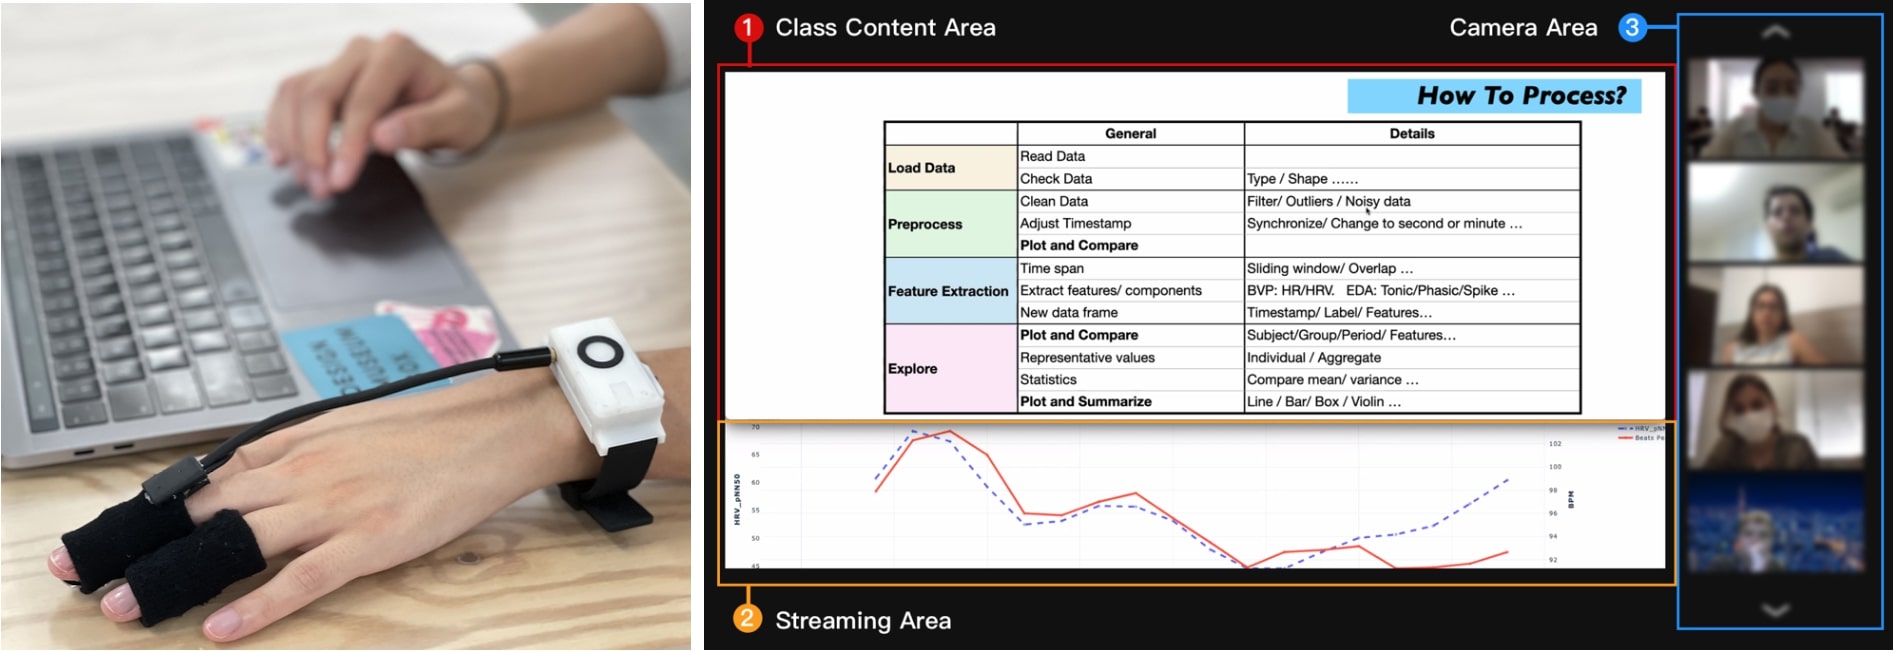 DESIGN
MUSEUM
1 Class Content Area
Camera Area 3
How To Process?
General Details
Load Data
Read Data
Check Data Type / Shape ......
Preprocess
Clean Data Filter/ Outliers / Noisy data
Adjust Timestamp Synchronize/ Change to second or minute ...
Plot and Compare
Feature Extraction
Time span Sliding window/ Overlap ...
Extract features/ components BVP: HR/HRV. EDA: Tonic/Phasic/Spike ...
New data frame Timestamp/ Label/ Features...
Explore
Plot and Compare Subject/Group/Period/ Features...
Representative values Individual / Aggregate
Statistics Compare mean/ variance ...
Plot and Summarize Line / Bar/ Box / Violin ...
HRV_pNN50
70
65
60
55
50
45
102
100
98
96
94
92
BPM
HRV_pNN
Beats Pe
2 Streaming Area